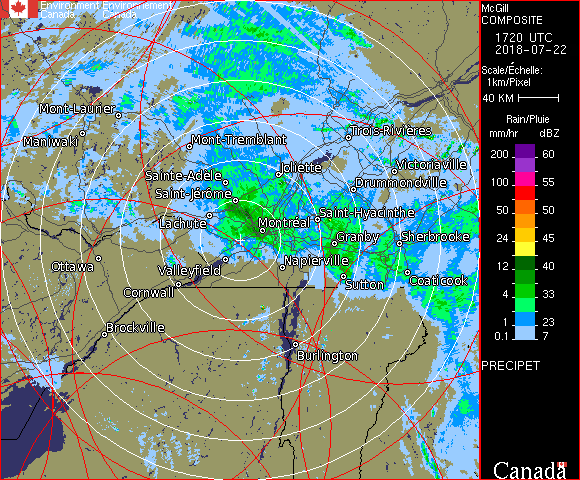 Environment Environnement
Canada Canada
McGill
COMPOSITE
1720 UTC
2018-07-22
Scale/Échelle:
1km/Pixel
40 KM
Rain/Pluie
mm/hr dBZ
200 60
100 55
50 50
24 45
12 40
4 33
1 23
0.1 7
PRECIPET
Canada
Mont-Laurier
Maniwaki
Mont-Tremblant
Trois-Rivières
Joliette
Victoriaville
Sainte-Adèle
Drummondville
Saint-Jérôme
Lachute
Saint-Hyacinthe
Montréal
Granby
Sherbrooke
Ottawa
Valleyfield
Napierville
Cornwall
Sutton
Coaticook
Brockville
Burlington